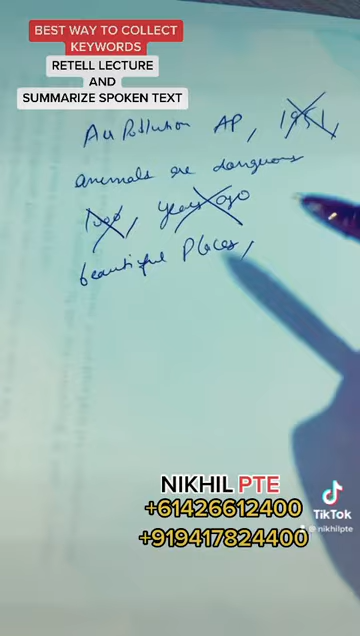 BEST WAY TO COLLECT
KEYWORDS
RETELL LECTURE
AND
SUMMARIZE SPOKEN TEXT
Air Pollution AP, 1951,
animals are dangerous
1000, years ago
beautiful Places,
NIKHIL PTE
+61426612400
+919417824400
TikTok
@nikhilpte